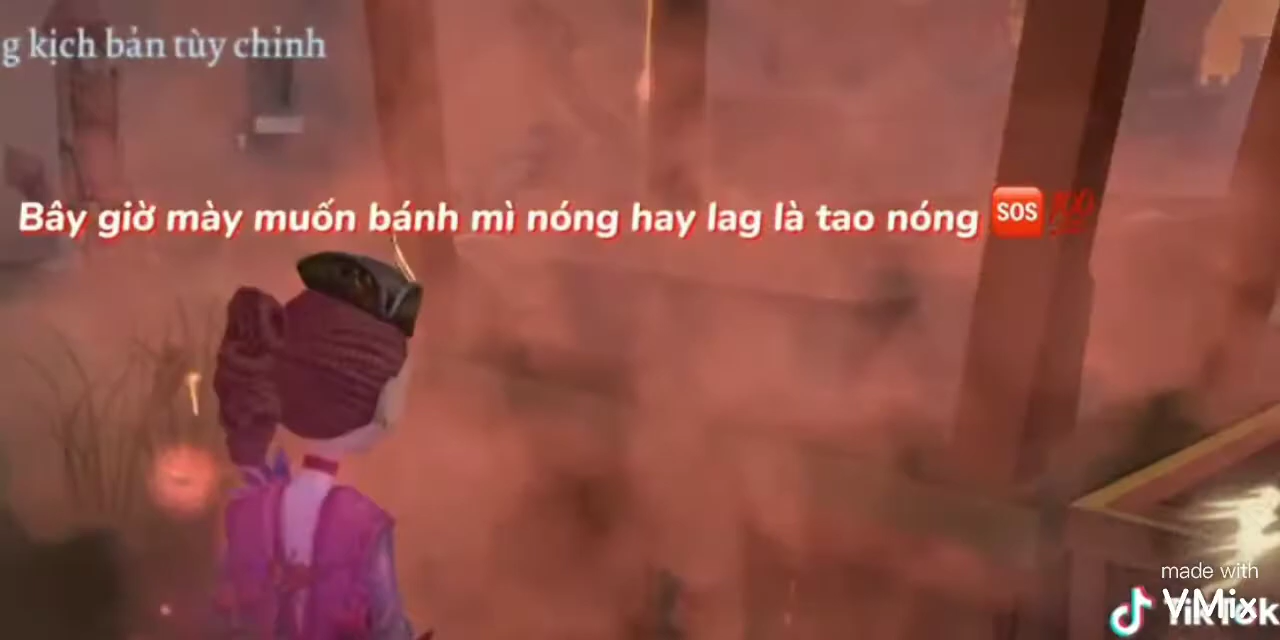 g kịch bản tùy chỉnh
Bây giờ mày muốn bánh mì nóng hay lag là tao nóng 🆘💯
made with
VMix
TikTok